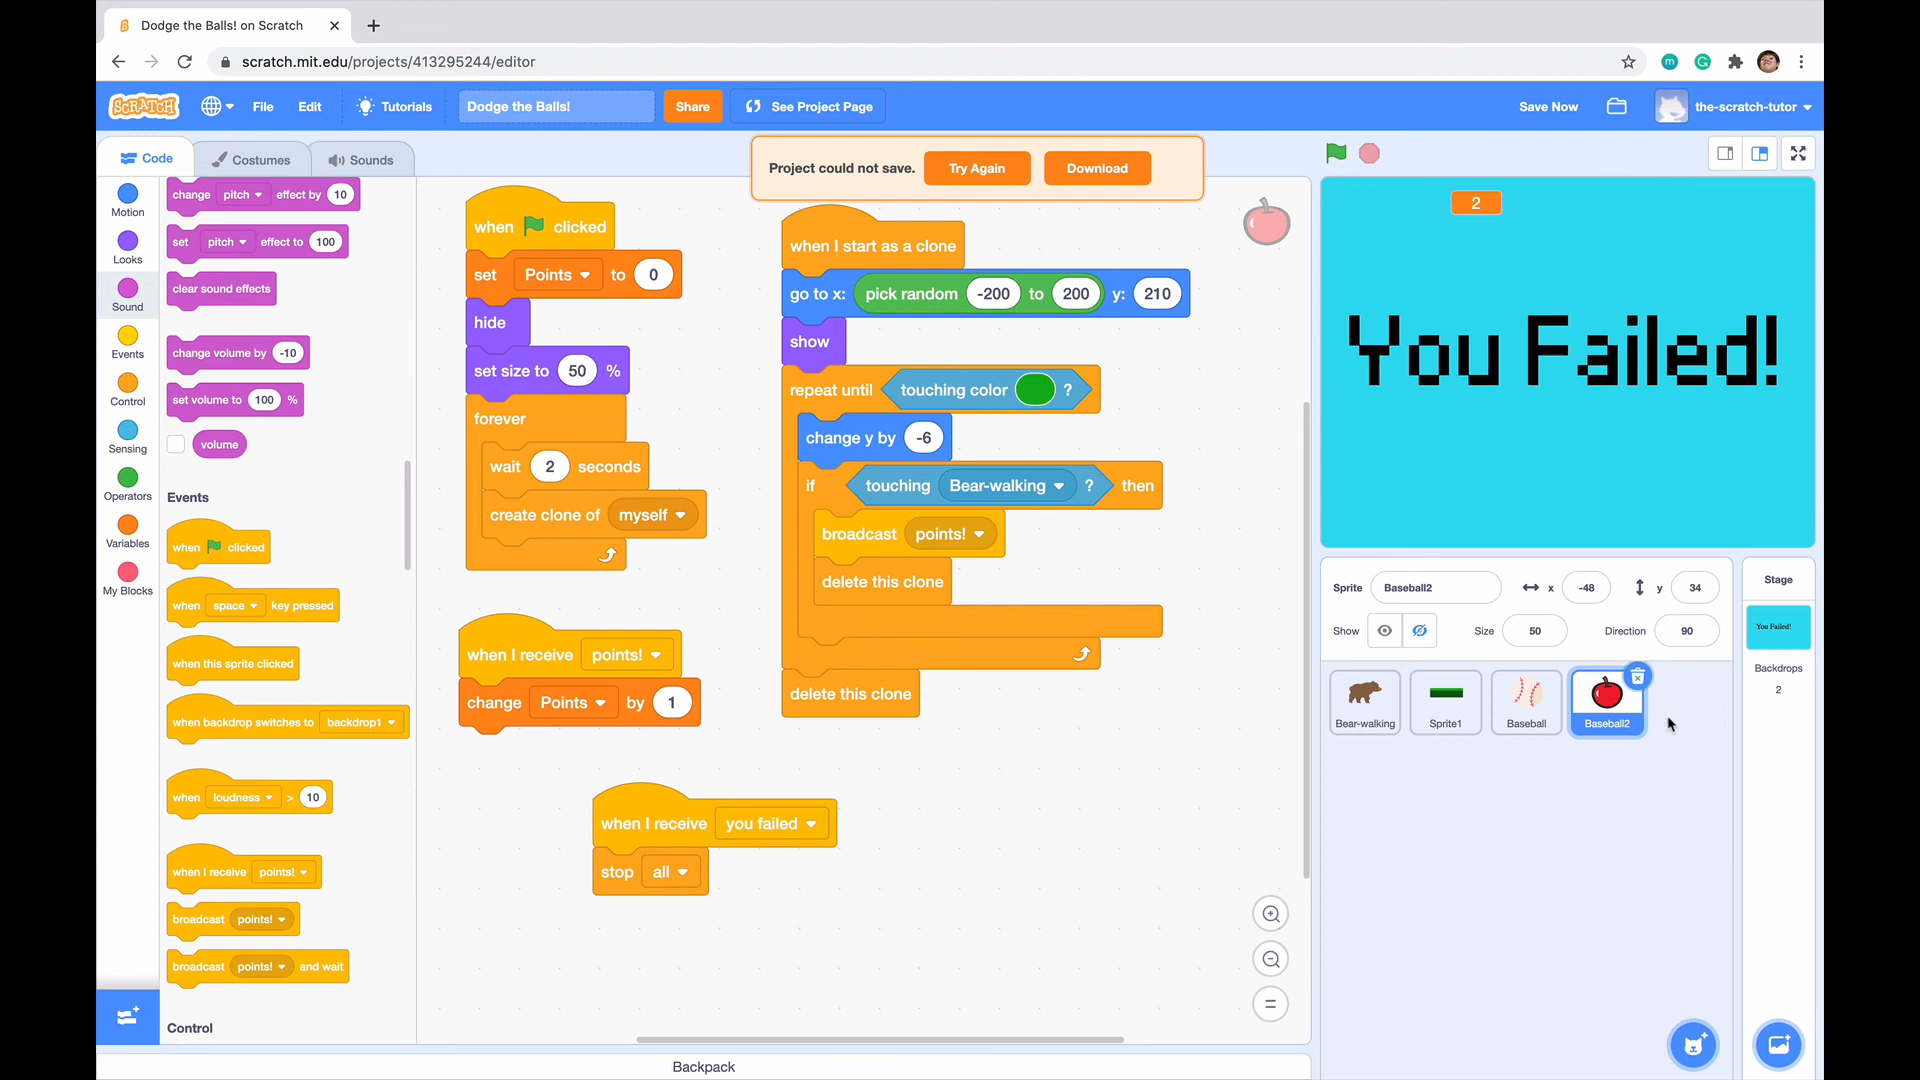 Dodge the Balls! on Scratch
scratch.mit.edu/projects/413295244/editor
SCRATCH File Edit Tutorials Dodge the Balls! Share See Project Page Save Now the-scratch-tutor
Code Costumes Sounds
Project could not save. Try Again Download
Motion
Looks
Sound
Events
Control
Sensing
Operators
Variables
My Blocks
change pitch effect by 10
set pitch effect to 100
clear sound effects
change volume by -10
set volume to 100 %
volume
Events
when clicked
when space key pressed
when this sprite clicked
when backdrop switches to backdrop1
when loudness > 10
when I receive points!
broadcast points!
broadcast points! and wait
Control
when clicked
set Points to 0
hide
set size to 50 %
forever
wait 2 seconds
create clone of myself
when I receive points!
change Points by 1
when I receive you failed
stop all
when I start as a clone
go to x: pick random -200 to 200 y: 210
show
repeat until touching color ?
change y by -6
if touching Bear-walking ? then
broadcast points!
delete this clone
delete this clone
=
Backpack
2
You Failed!
Sprite Baseball2 x -48 y 34
Show Size 50 Direction 90
Bear-walking Sprite1 Baseball Baseball2
Stage
You Failed!
Backdrops
2